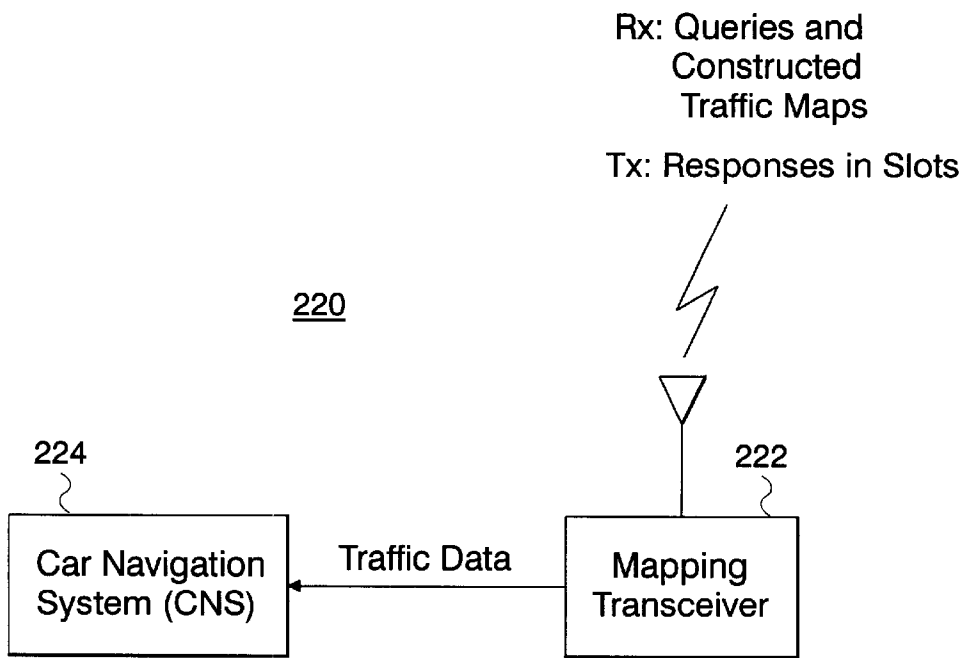 Rx: Queries and
Constructed
Traffic Maps
Tx: Responses in Slots
220
224
222
Car Navigation
System (CNS)
Traffic Data
Mapping
Transceiver